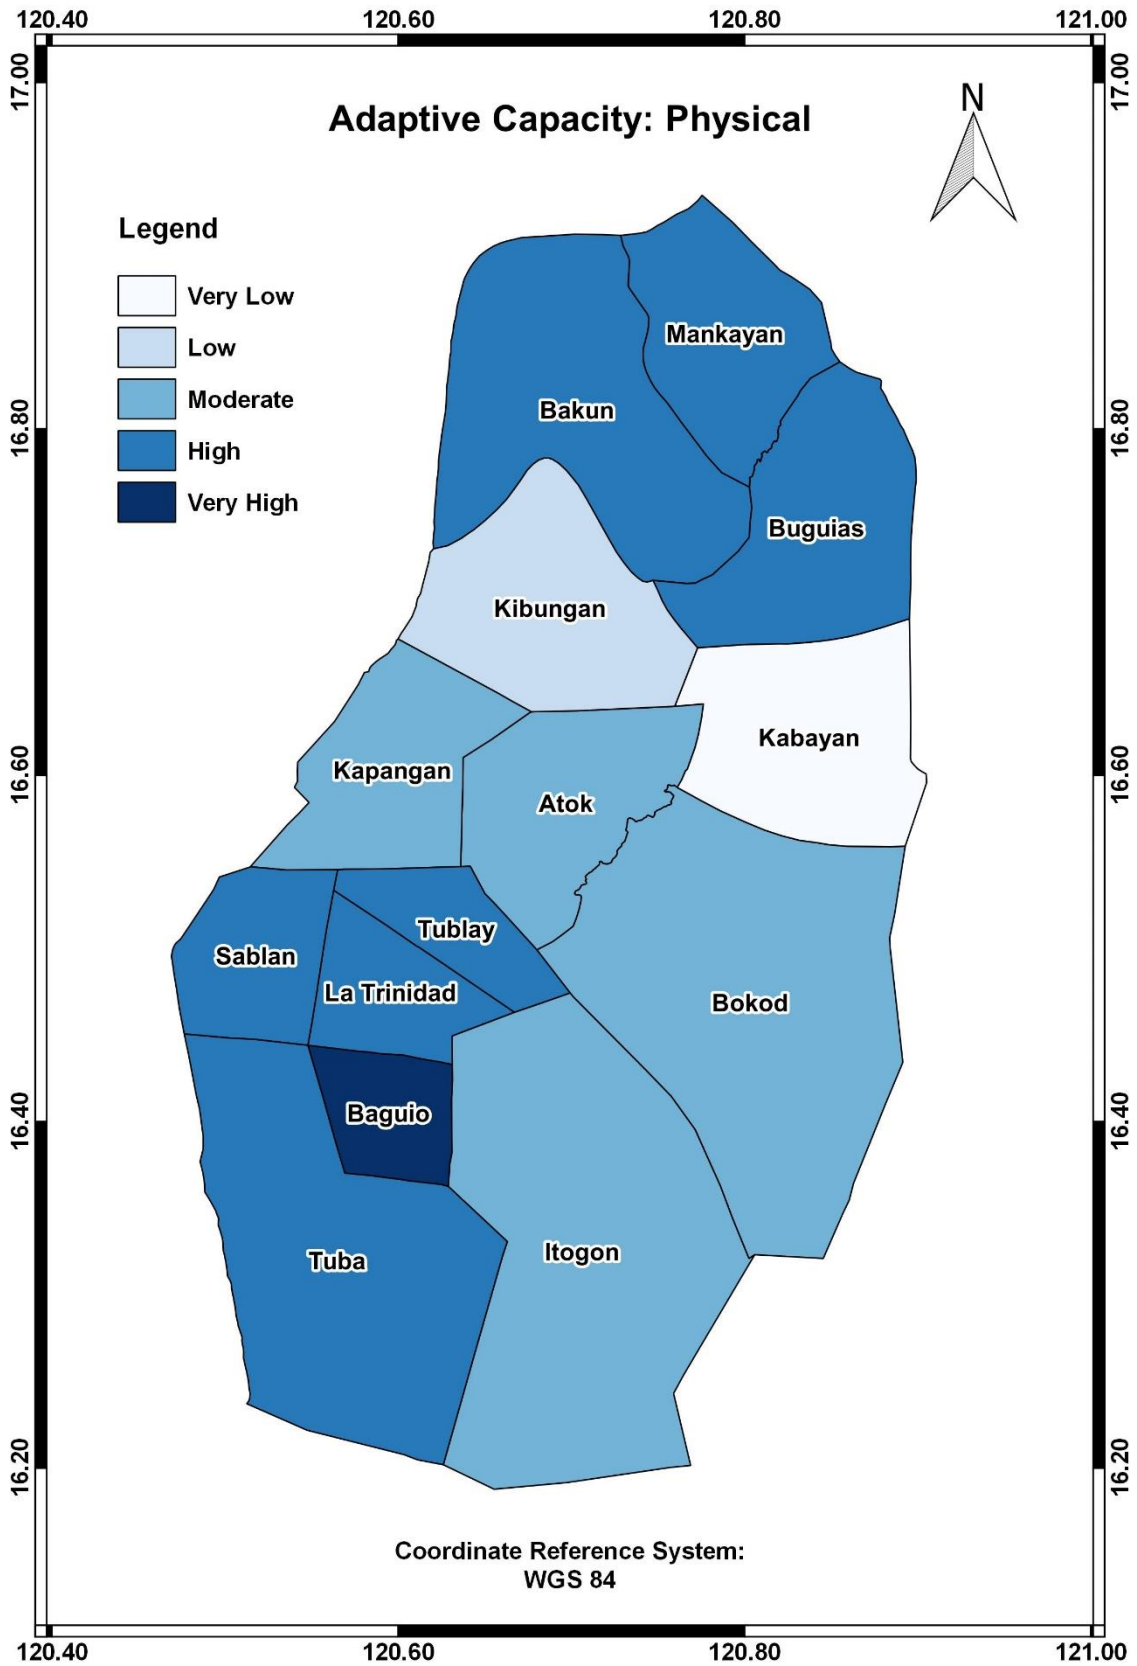 120.40 120.60 120.80 121.00
17.00 17.00
N
Adaptive Capacity: Physical
Legend
Very Low
Low
Moderate
High
Very High
Mankayan
Bakun
16.80 16.80
Buguias
Kibungan
Kabayan
Kapangan
16.60 16.60
Atok
Tublay
Sablan
La Trinidad
Bokod
Baguio
16.40 16.40
Itogon
Tuba
16.20 16.20
Coordinate Reference System:
WGS 84
120.40 120.60 120.80 121.00